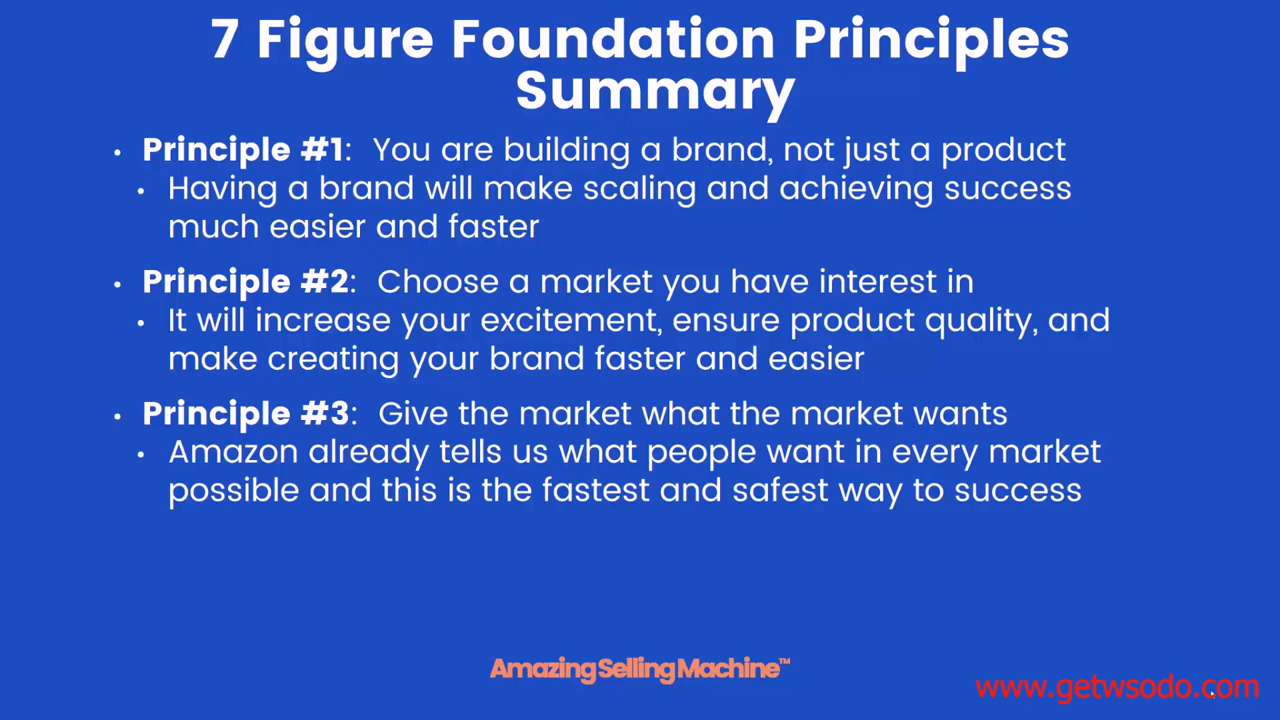 7 Figure Foundation Principles
Summary
• Principle #1: You are building a brand, not just a product
• Having a brand will make scaling and achieving success
much easier and faster
• Principle #2: Choose a market you have interest in
• It will increase your excitement, ensure product quality, and
make creating your brand faster and easier
• Principle #3: Give the market what the market wants
• Amazon already tells us what people want in every market
possible and this is the fastest and safest way to success
Amazing Selling Machine™
www.getwsodo.com